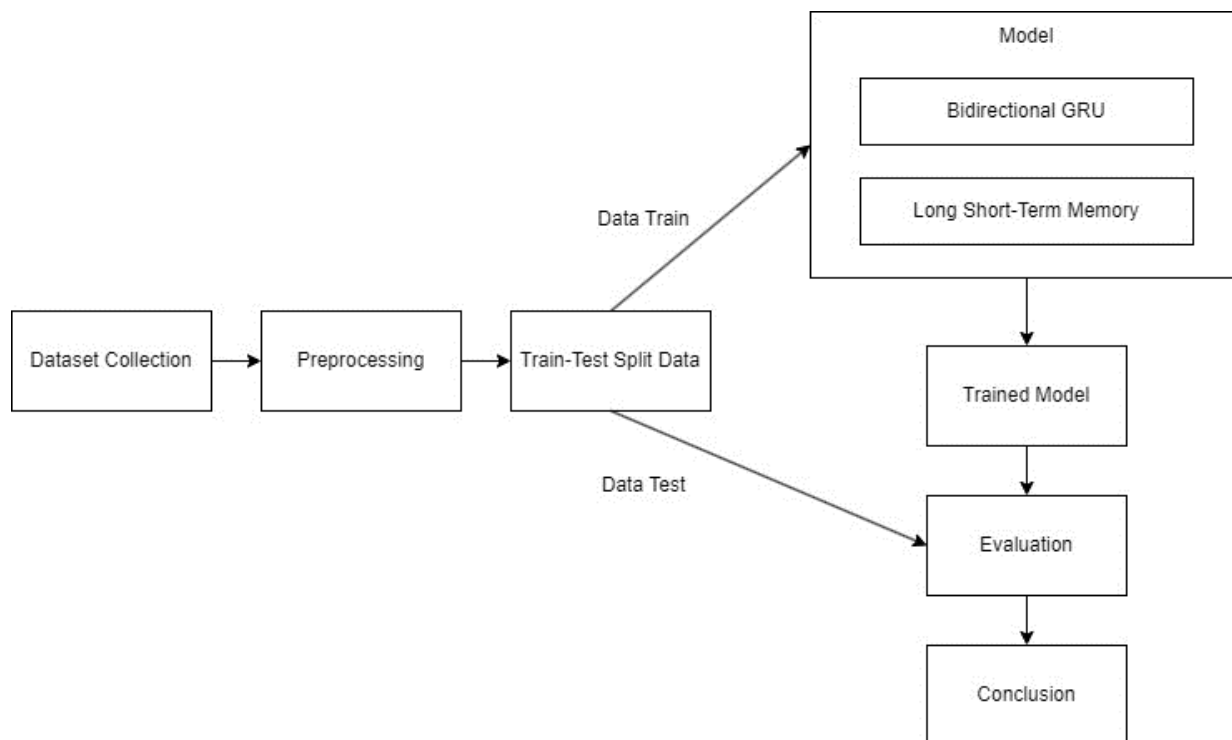 Model
Bidirectional GRU
Long Short-Term Memory
Data Train
Dataset Collection
Preprocessing
Train-Test Split Data
Trained Model
Data Test
Evaluation
Conclusion